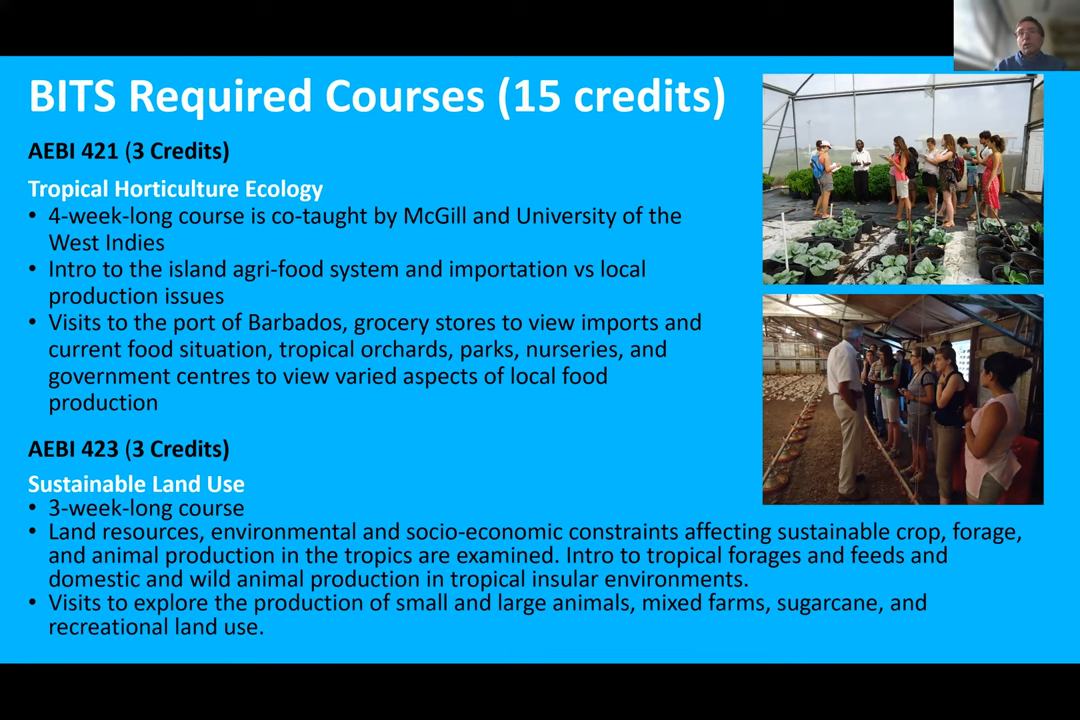 BITS Required Courses (15 credits)
AEBI 421 (3 Credits)
Tropical Horticulture Ecology
• 4-week-long course is co-taught by McGill and University of the
West Indies
• Intro to the island agri-food system and importation vs local
production issues
• Visits to the port of Barbados, grocery stores to view imports and
current food situation, tropical orchards, parks, nurseries, and
government centres to view varied aspects of local food
production
AEBI 423 (3 Credits)
Sustainable Land Use
• 3-week-long course
• Land resources, environmental and socio-economic constraints affecting sustainable crop, forage,
and animal production in the tropics are examined. Intro to tropical forages and feeds and
domestic and wild animal production in tropical insular environments.
• Visits to explore the production of small and large animals, mixed farms, sugarcane, and
recreational land use.